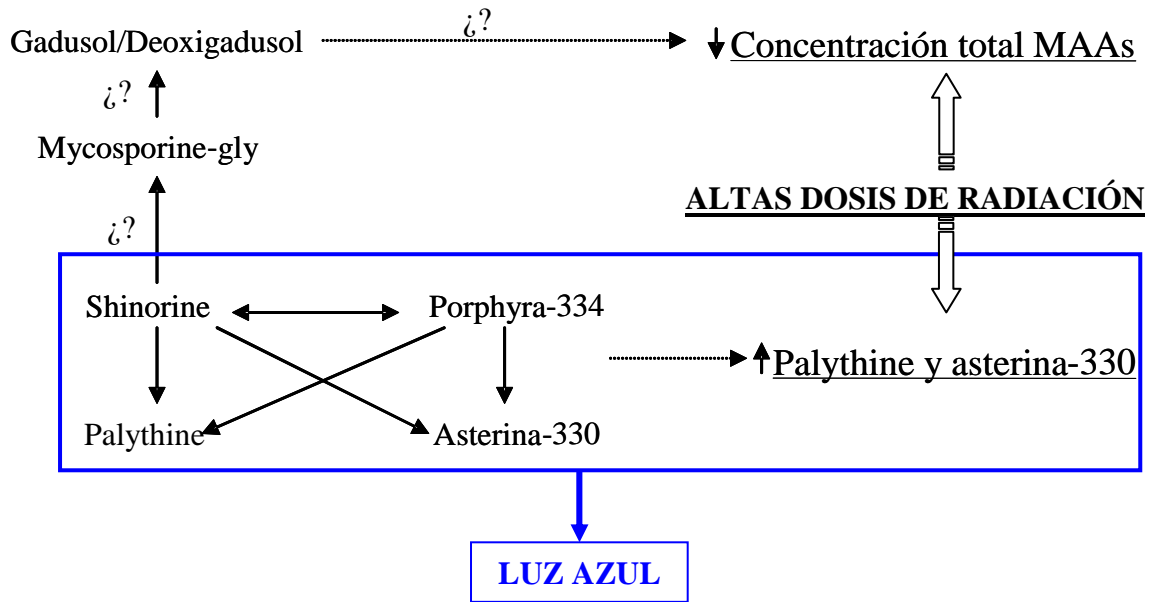 ¿?
Gadusol/Deoxigadusol
Concentración total MAAs
¿?
Mycosporine-gly
ALTAS DOSIS DE RADIACIÓN
¿?
Shinorine
Porphyra-334
Palythine y asterina-330
Palythine
Asterina-330
LUZ AZUL